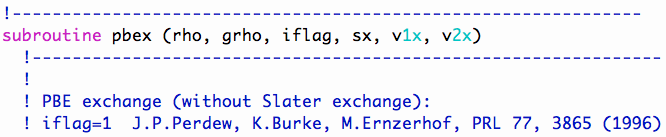 !---------------------------------------------------------------
subroutine pbex (rho, grho, iflag, sx, v1x, v2x)
!---------------------------------------------------------------
!
! PBE exchange (without Slater exchange):
! iflag=1  J.P.Perdew, K.Burke, M.Ernzerhof, PRL 77, 3865 (1996)